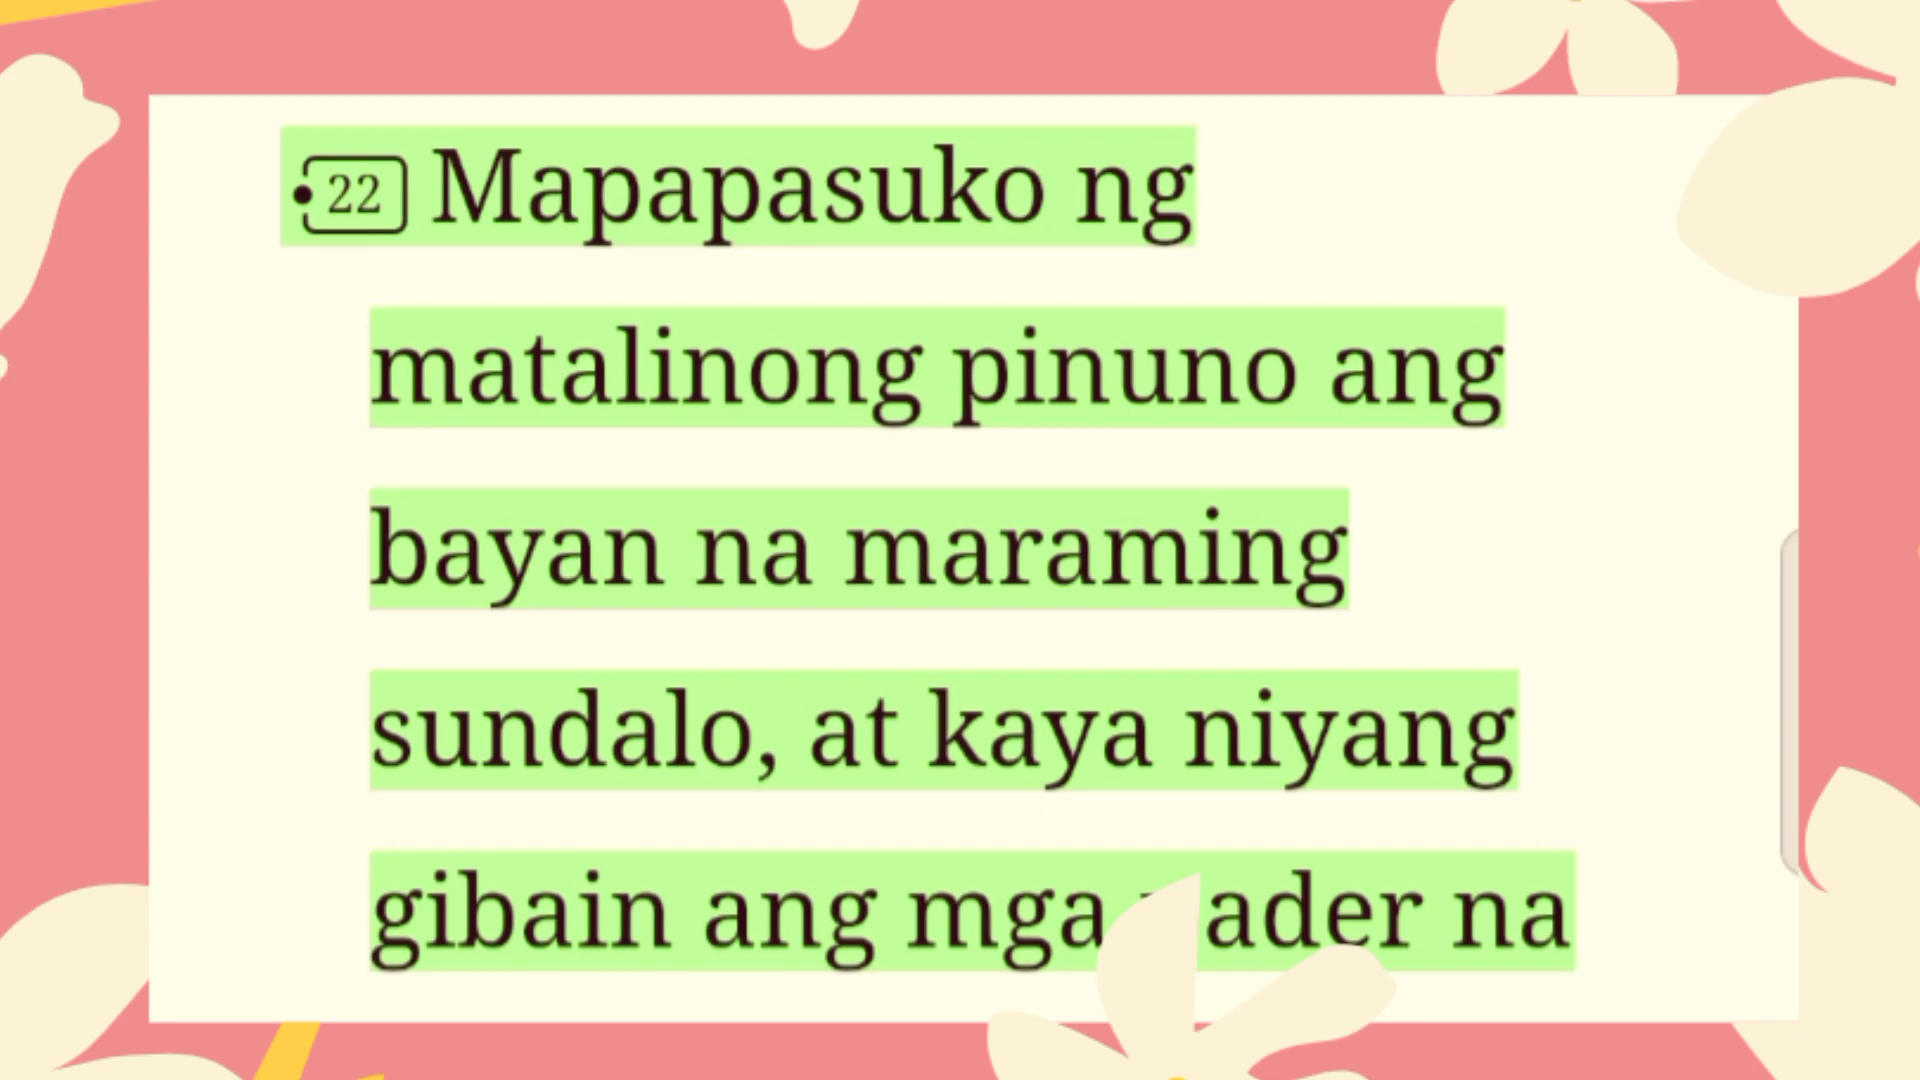 22 Mapapasuko ng
matalinong pinuno ang
bayan na maraming
sundalo, at kaya niyang
gibain ang mga na